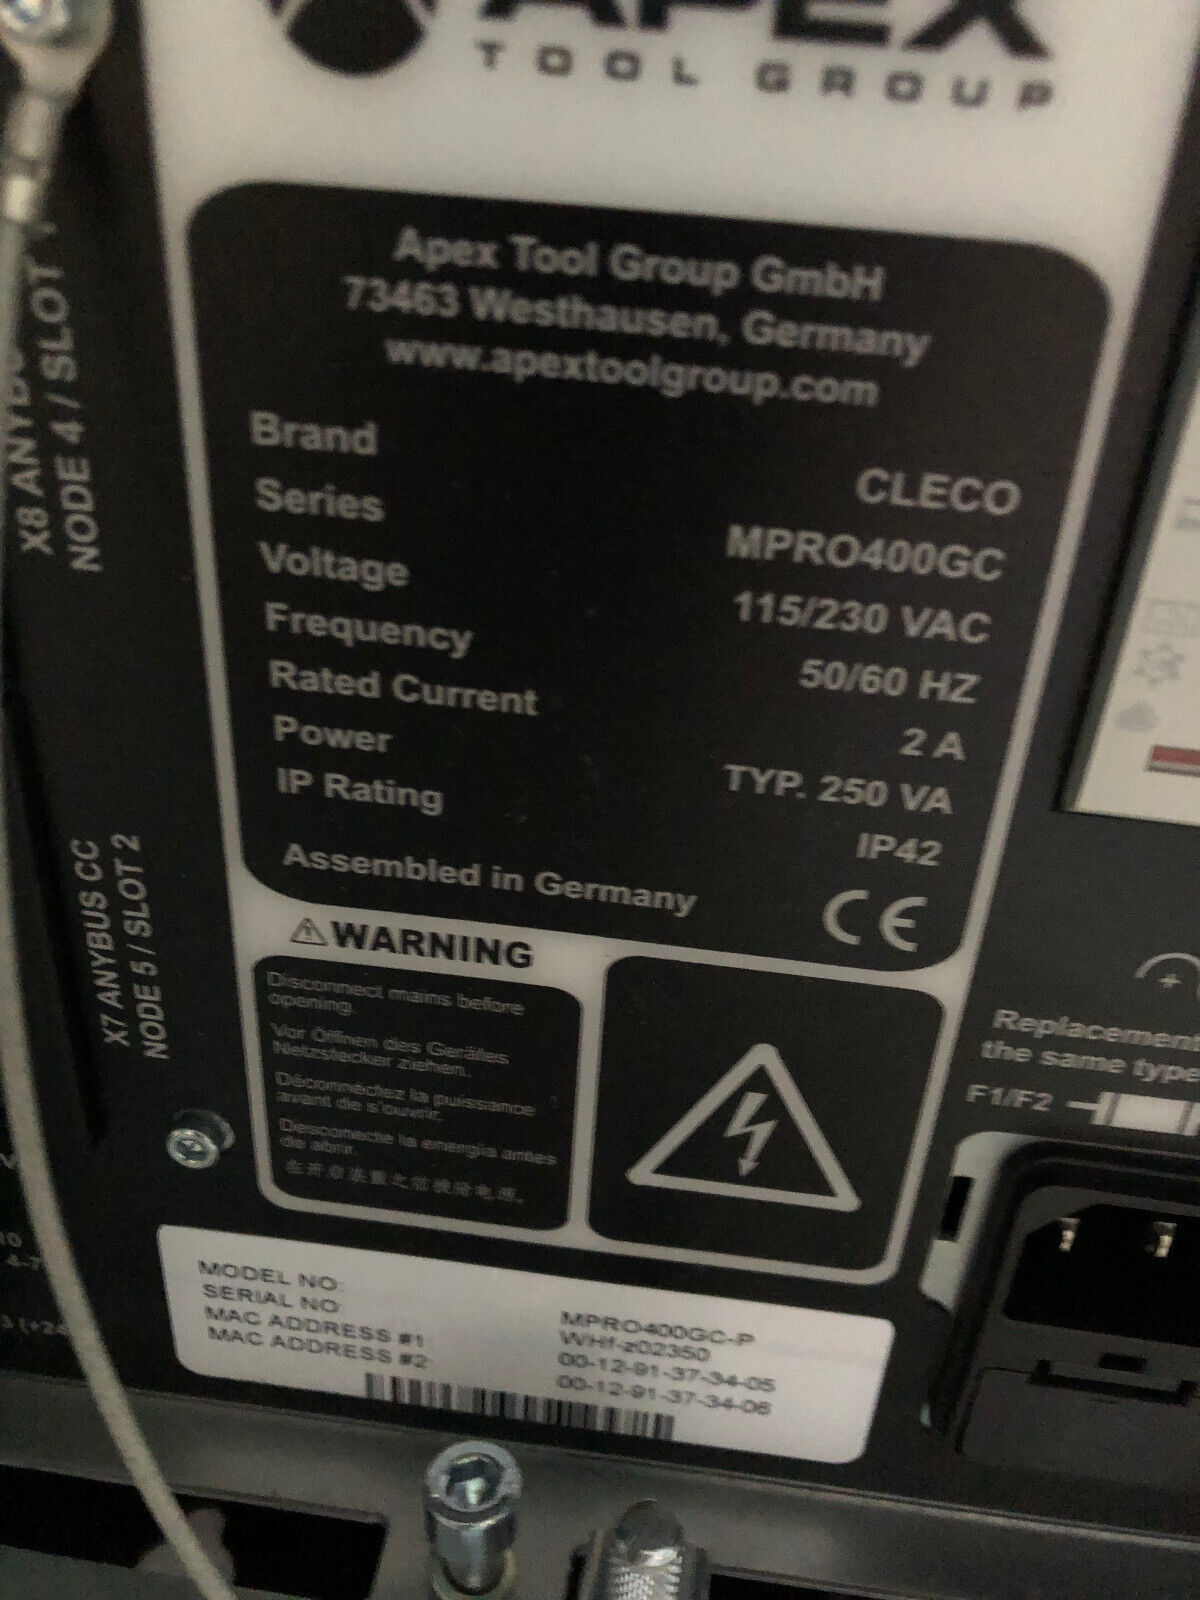 APEX
TOOL GROUP
Apex Tool Group GmbH
73463 Westhausen, Germany
www.apextoolgroup.com
Brand CLECO
Series MPRO400GC
Voltage 115/230 VAC
Frequency 50/60 HZ
Rated Current 2 A
Power TYP. 250 VA
IP Rating IP42
Assembled in Germany CE
WARNING
Disconnect mains before
opening.
Vor Öffnen des Gerätes
Netzstecker ziehen.
Déconnectez la puissance
avant de s'ouvrir.
Desconecte la energía antes
de abrir.
MODEL NO: MPRO400GC-P
SERIAL NO: WHf-z02350
MAC ADDRESS #1 00-12-91-37-34-05
MAC ADDRESS #2 00-12-91-37-34-06
NODE 4 / SLOT
X7 ANYBUS CC
NODE 5 / SLOT 2
Replacement
the same type
F1/F2